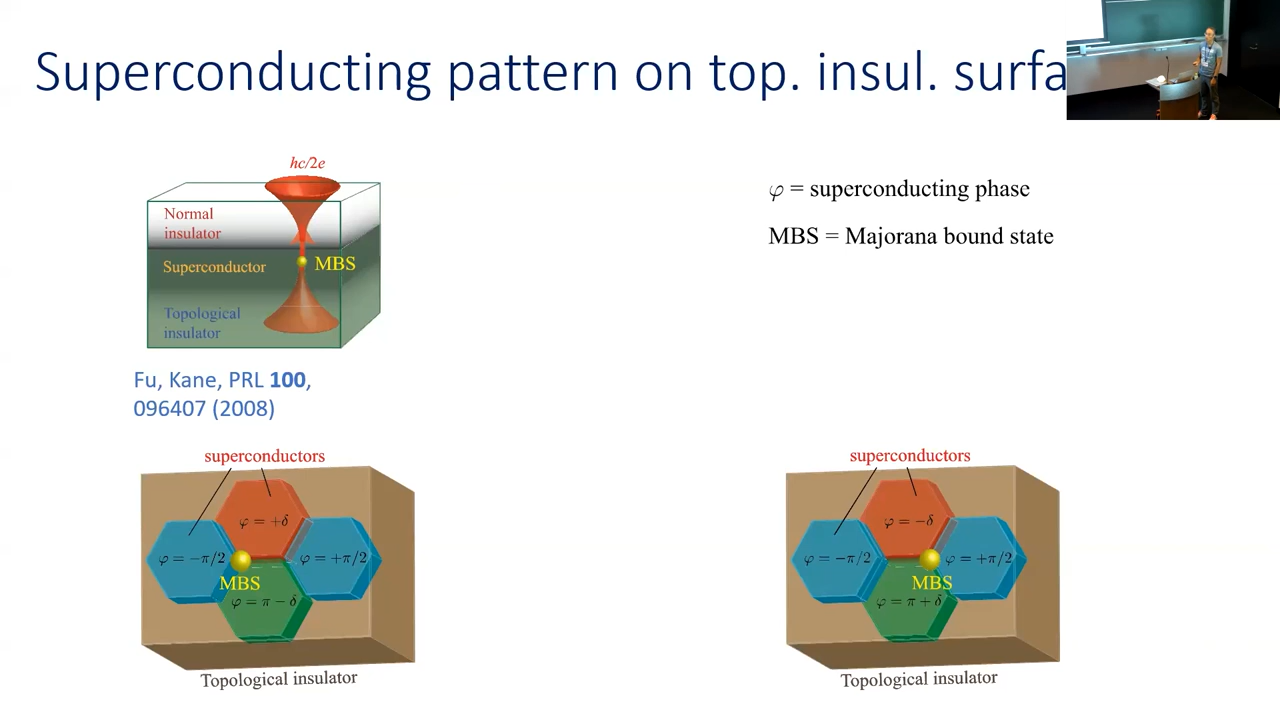 Superconducting pattern on top. insul. surfa
hc/2e
Normal
insulator
Superconductor
MBS
Topological
insulator
φ = superconducting phase
MBS = Majorana bound state
Fu, Kane, PRL 100,
096407 (2008)
superconductors
φ = +δ
φ = −π/2
φ = +π/2
MBS
φ = π − δ
Topological insulator
superconductors
φ = −δ
φ = −π/2
φ = +π/2
MBS
φ = π + δ
Topological insulator